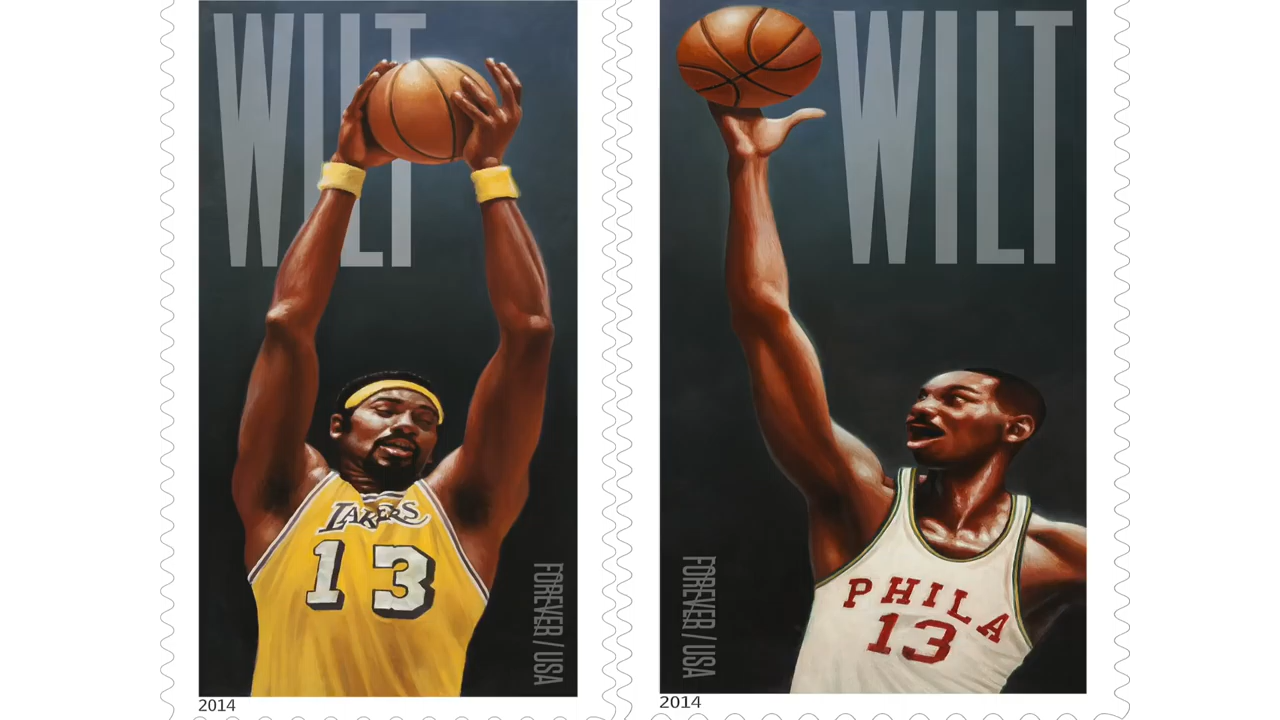 WILT
LAKERS
13
FOREVER / USA
2014
WILT
PHILA
13
FOREVER / USA
2014